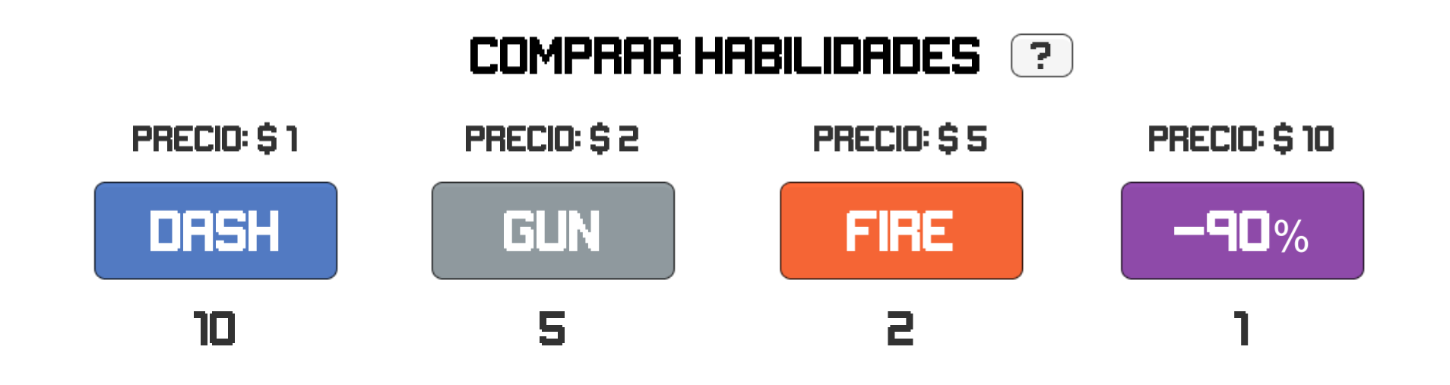 COMPRAR HABILIDADES ?
PRECIO: $ 1 PRECIO: $ 2 PRECIO: $ 5 PRECIO: $ 10
DASH GUN FIRE -90%
10 5 2 1